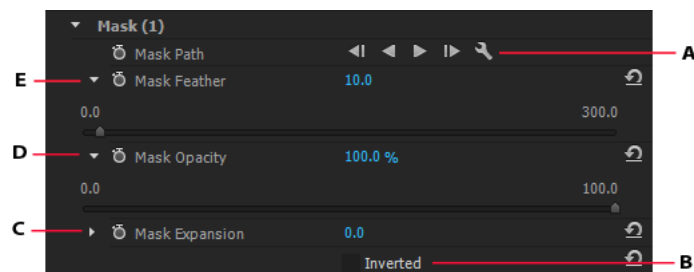 Mask (1)
Mask Path A
E Mask Feather 10.0
0.0 300.0
D Mask Opacity 100.0 %
0.0 100.0
C Mask Expansion 0.0
Inverted B